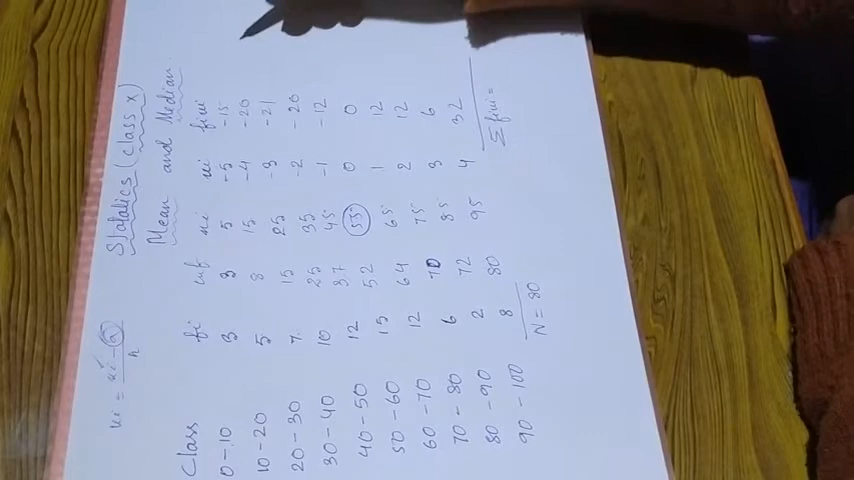 Statalics (Class x)
Mean and Median
ui = xi - a / h
Class fi cuf xi ui fiui
0-10 3 3 5 -5 -15
10-20 5 8 15 -4 -20
20-30 7 15 25 -3 -21
30-40 10 25 35 -2 -20
40-50 12 37 45 -1 -12
50-60 15 52 55 0 0
60-70 12 64 65 1 12
70-80 6 70 75 2 12
80-90 2 72 85 3 6
90-100 8 80 95 4 32
N = 80 Σfiui =